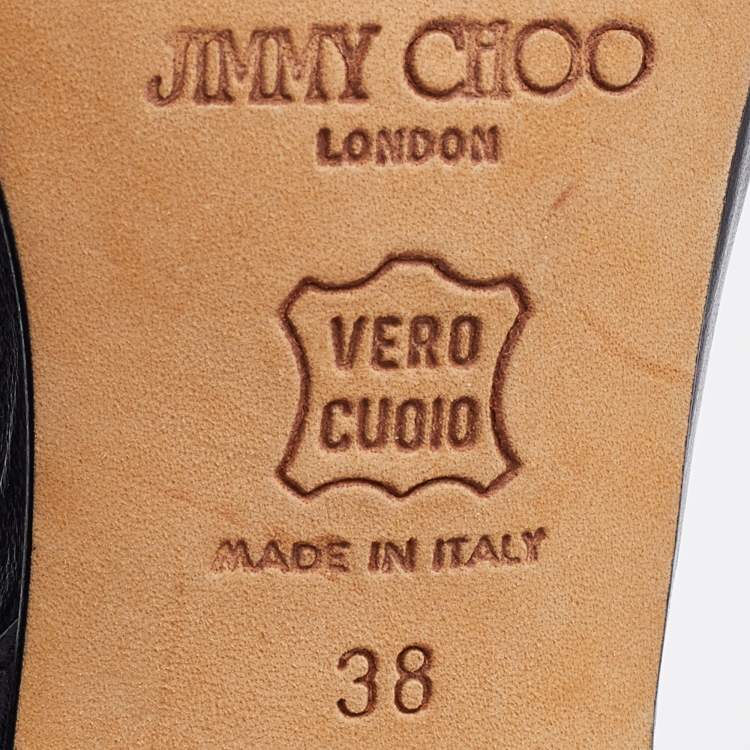 JIMMY CHOO
LONDON
VERO
CUOIO
MADE IN ITALY
38